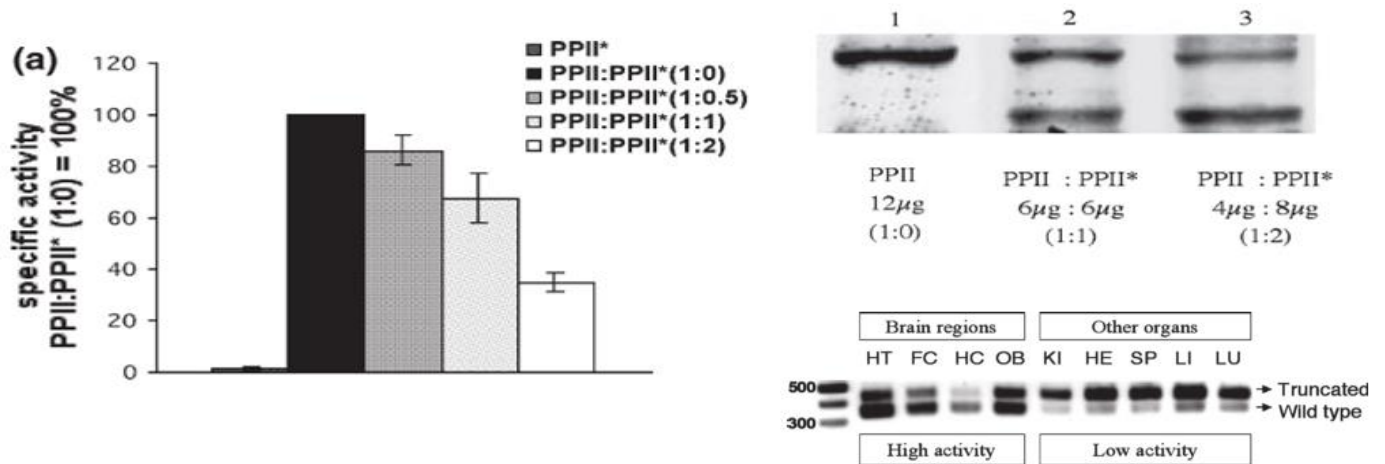 (a)
specific activity
PPII:PPII* (1:0) = 100%
120
100
80
60
40
20
0
PPII*
PPII:PPII*(1:0)
PPII:PPII*(1:0.5)
PPII:PPII*(1:1)
PPII:PPII*(1:2)
1 2 3
PPII PPII : PPII* PPII : PPII*
12μg 6μg : 6μg 4μg : 8μg
(1:0) (1:1) (1:2)
Brain regions Other organs
HT FC HC OB KI HE SP LI LU
500 Truncated
Wild type
300
High activity Low activity